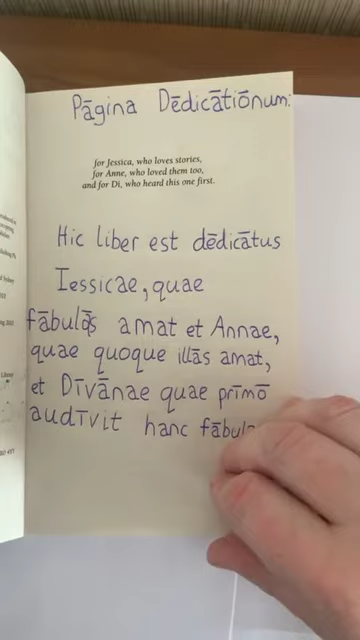 Pāgina Dēdicātiōnum:
for Jessica, who loves stories,
for Anne, who loved them too,
and for Di, who heard this one first.
Hic liber est dēdicātus
Iessicae, quae
fābulās amat et Annae,
quae quoque illās amat,
et Dīvānae quae prīmō
audīvit hanc